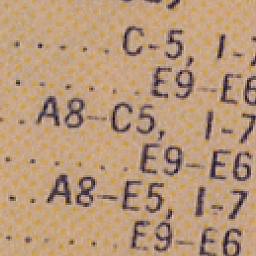 ...... C-5, I-7
...... E9-E6
.. A8-C5, I-7
...... E9-E6
.. A8-E5, I-7
...... E9-E6